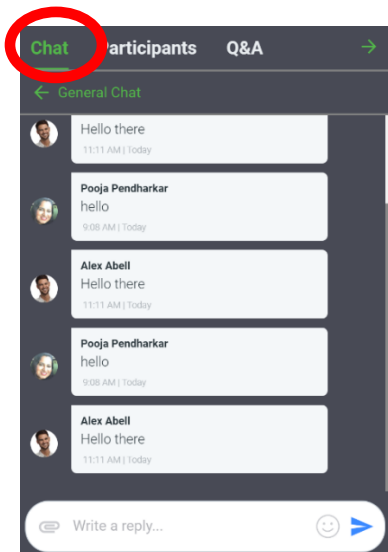 Chat Participants Q&A
General Chat
Hello there
11:11 AM | Today
Pooja Pendharkar
hello
9:08 AM | Today
Alex Abell
Hello there
11:11 AM | Today
Pooja Pendharkar
hello
9:08 AM | Today
Alex Abell
Hello there
11:11 AM | Today
Write a reply...